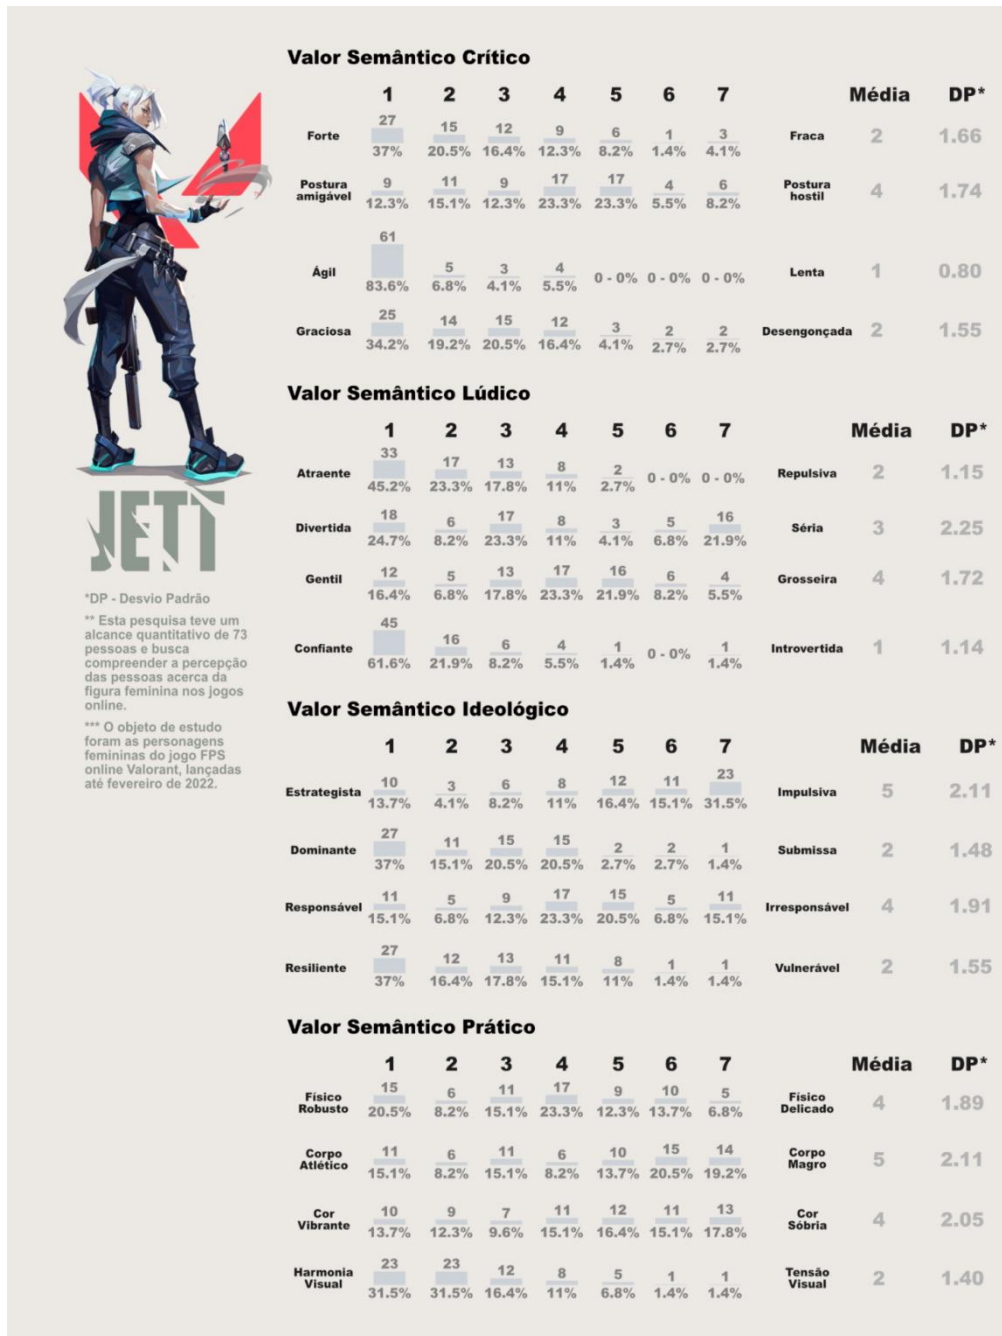 Valor Semântico Crítico
1 2 3 4 5 6 7 Média DP*
27 15 12 9 6 1 3
Forte Fraca 2 1.66
37% 20.5% 16.4% 12.3% 8.2% 1.4% 4.1%
9 11 9 17 17 4 6
Postura amigável Postura hostil 4 1.74
12.3% 15.1% 12.3% 23.3% 23.3% 5.5% 8.2%
61 5 3 4 0 - 0% 0 - 0% 0 - 0%
Ágil Lenta 1 0.80
83.6% 6.8% 4.1% 5.5%
25 14 15 12 3 2 2
Graciosa Desengonçada 2 1.55
34.2% 19.2% 20.5% 16.4% 4.1% 2.7% 2.7%
Valor Semântico Lúdico
1 2 3 4 5 6 7 Média DP*
33 17 13 8 2 0 - 0% 0 - 0%
Atraente Repulsiva 2 1.15
45.2% 23.3% 17.8% 11% 2.7%
18 6 17 8 3 5 16
Divertida Séria 3 2.25
24.7% 8.2% 23.3% 11% 4.1% 6.8% 21.9%
12 5 13 17 16 6 4
Gentil Grosseira 4 1.72
16.4% 6.8% 17.8% 23.3% 21.9% 8.2% 5.5%
45 16 6 4 1 0 - 0% 1
Confiante Introvertida 1 1.14
61.6% 21.9% 8.2% 5.5% 1.4% 1.4%
Valor Semântico Ideológico
1 2 3 4 5 6 7 Média DP*
10 3 6 8 12 11 23
Estrategista Impulsiva 5 2.11
13.7% 4.1% 8.2% 11% 16.4% 15.1% 31.5%
27 11 15 15 2 2 1
Dominante Submissa 2 1.48
37% 15.1% 20.5% 20.5% 2.7% 2.7% 1.4%
11 5 9 17 15 5 11
Responsável Irresponsável 4 1.91
15.1% 6.8% 12.3% 23.3% 20.5% 6.8% 15.1%
27 12 13 11 8 1 1
Resiliente Vulnerável 2 1.55
37% 16.4% 17.8% 15.1% 11% 1.4% 1.4%
Valor Semântico Prático
1 2 3 4 5 6 7 Média DP*
15 6 11 17 9 10 5
Físico Robusto Físico Delicado 4 1.89
20.5% 8.2% 15.1% 23.3% 12.3% 13.7% 6.8%
11 6 11 6 10 15 14
Corpo Atlético Corpo Magro 5 2.11
15.1% 8.2% 15.1% 8.2% 13.7% 20.5% 19.2%
10 9 7 11 12 11 13
Cor Vibrante Cor Sóbria 4 2.05
13.7% 12.3% 9.6% 15.1% 16.4% 15.1% 17.8%
23 23 12 8 5 1 1
Harmonia Visual Tensão Visual 2 1.40
31.5% 31.5% 16.4% 11% 6.8% 1.4% 1.4%
JETT
*DP - Desvio Padrão
** Esta pesquisa teve um
alcance quantitativo de 73
pessoas e busca
compreender a percepção
das pessoas acerca da
figura feminina nos jogos
online.
*** O objeto de estudo
foram as personagens
femininas do jogo FPS
online Valorant, lançadas
até fevereiro de 2022.